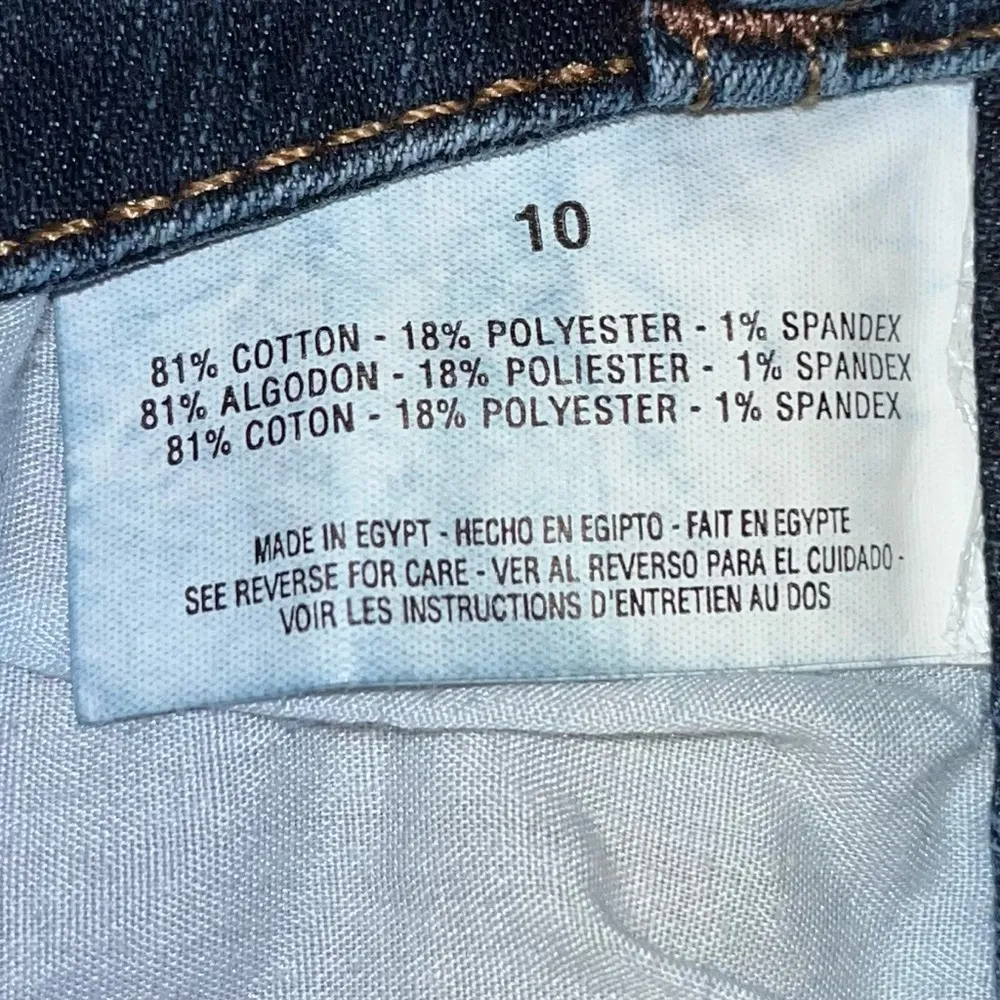 10
81% COTTON - 18% POLYESTER - 1% SPANDEX
81% ALGODON - 18% POLIESTER - 1% SPANDEX
81% COTON - 18% POLYESTER - 1% SPANDEX
MADE IN EGYPT - HECHO EN EGIPTO - FAIT EN EGYPTE
SEE REVERSE FOR CARE - VER AL REVERSO PARA EL CUIDADO -
VOIR LES INSTRUCTIONS D'ENTRETIEN AU DOS